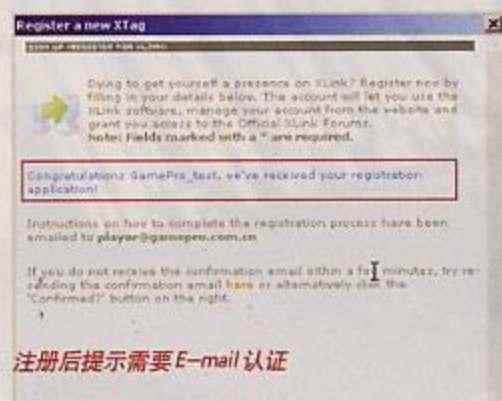 Register a new XTag
SIGN UP (REGISTER FOR XLINK)
Dying to get yourself a presence on XLink? Register now by
filling in your details below. The account will let you use the
XLink software, manage your account from the website and
grant you access to the Official XLink Forums.
Note: Fields marked with a * are required.
Congratulations GamePro_test, we've received your registration
application!
Instructions on how to complete the registration process have been
emailed to player@gamepro.com.cn
If you do not receive the confirmation email within a few minutes, try re-
sending the confirmation email here or alternatively click the
'Confirmed?' button on the right.
注册后提示需要E-mail认证